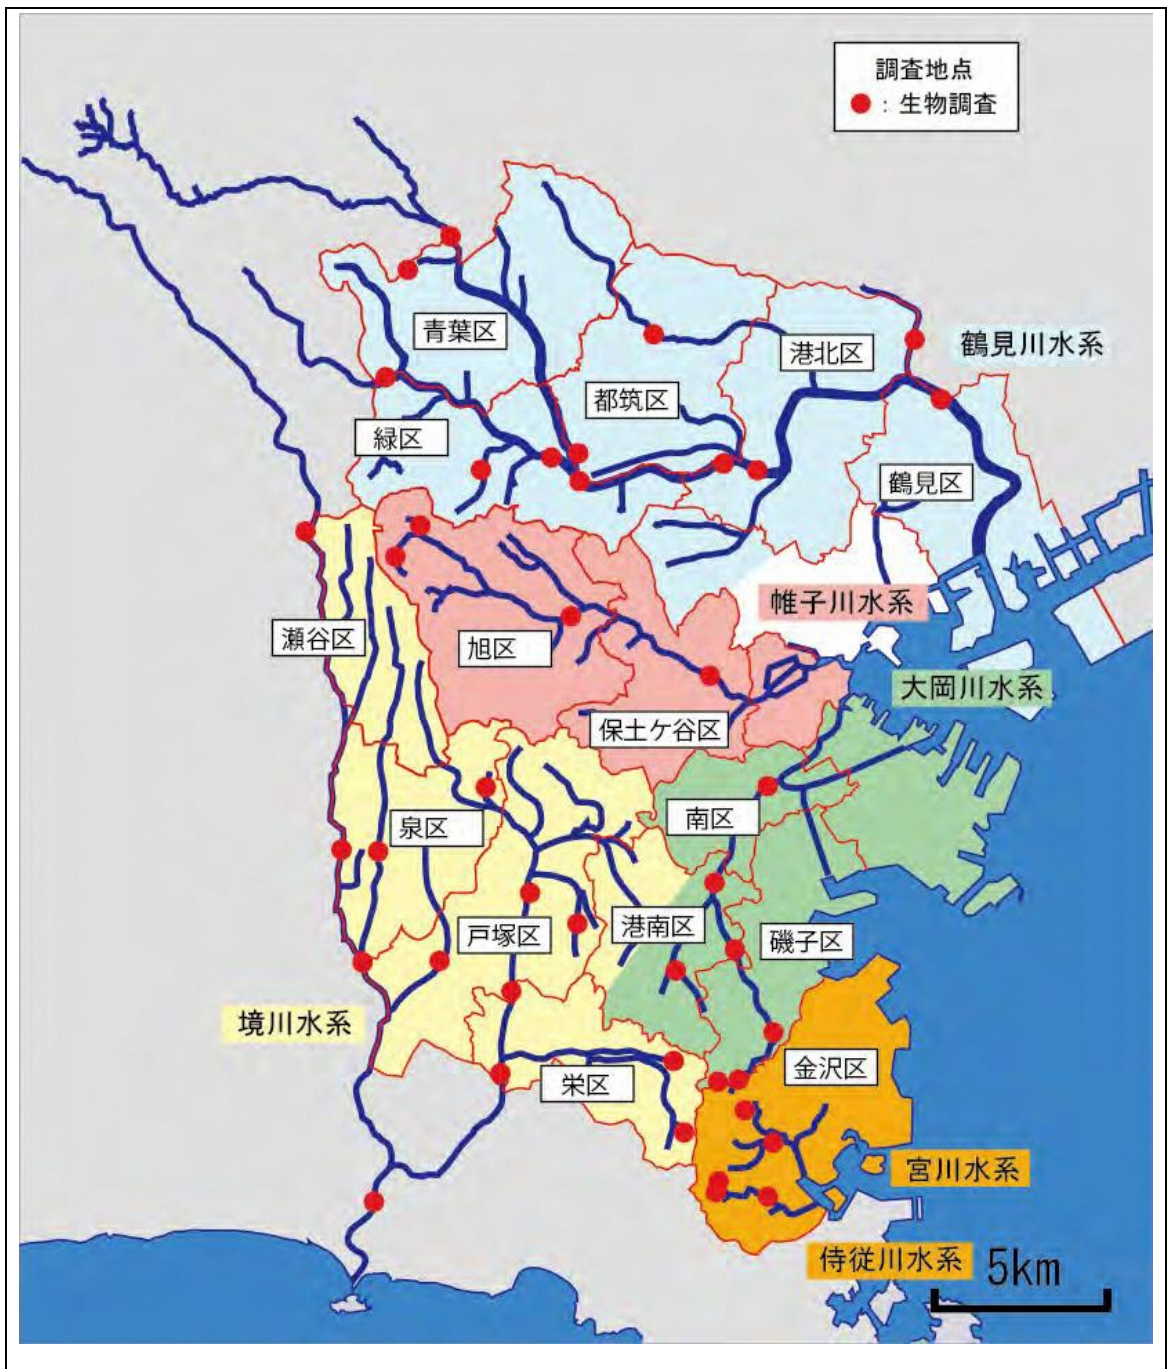 調査地点
●：生物調査
青葉区
港北区
鶴見川水系
都筑区
緑区
鶴見区
帷子川水系
瀬谷区
旭区
大岡川水系
保土ケ谷区
南区
泉区
港南区
戸塚区
磯子区
境川水系
金沢区
栄区
宮川水系
侍従川水系
5km